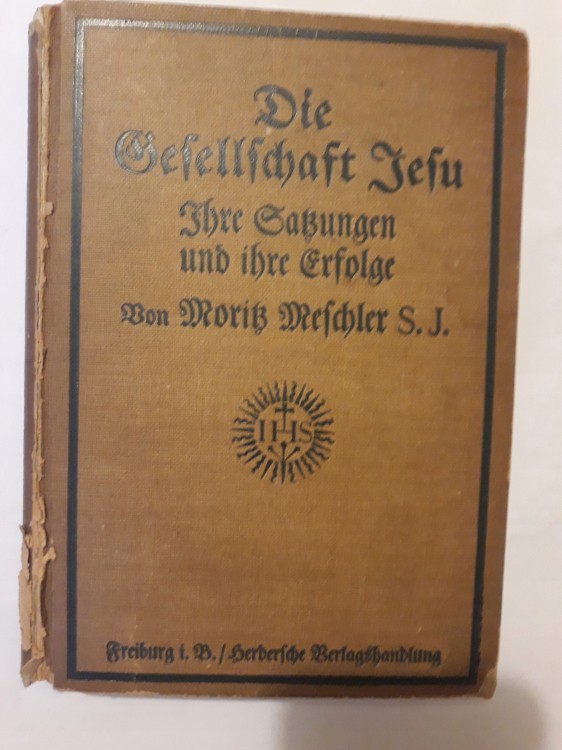 Die
Gesellschaft Jesu
Ihre Satzungen
und ihre Erfolge
Von Moritz Meschler S. J.
IHS
Freiburg i. B. / Herdersche Verlagshandlung